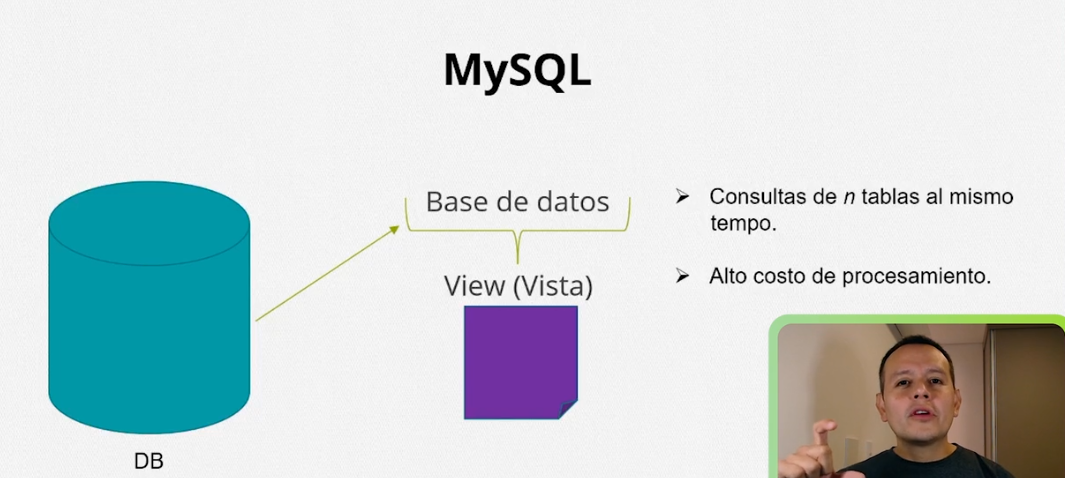 MySQL
Base de datos
View (Vista)
DB
➢ Consultas de n tablas al mismo
tempo.
➢ Alto costo de procesamiento.